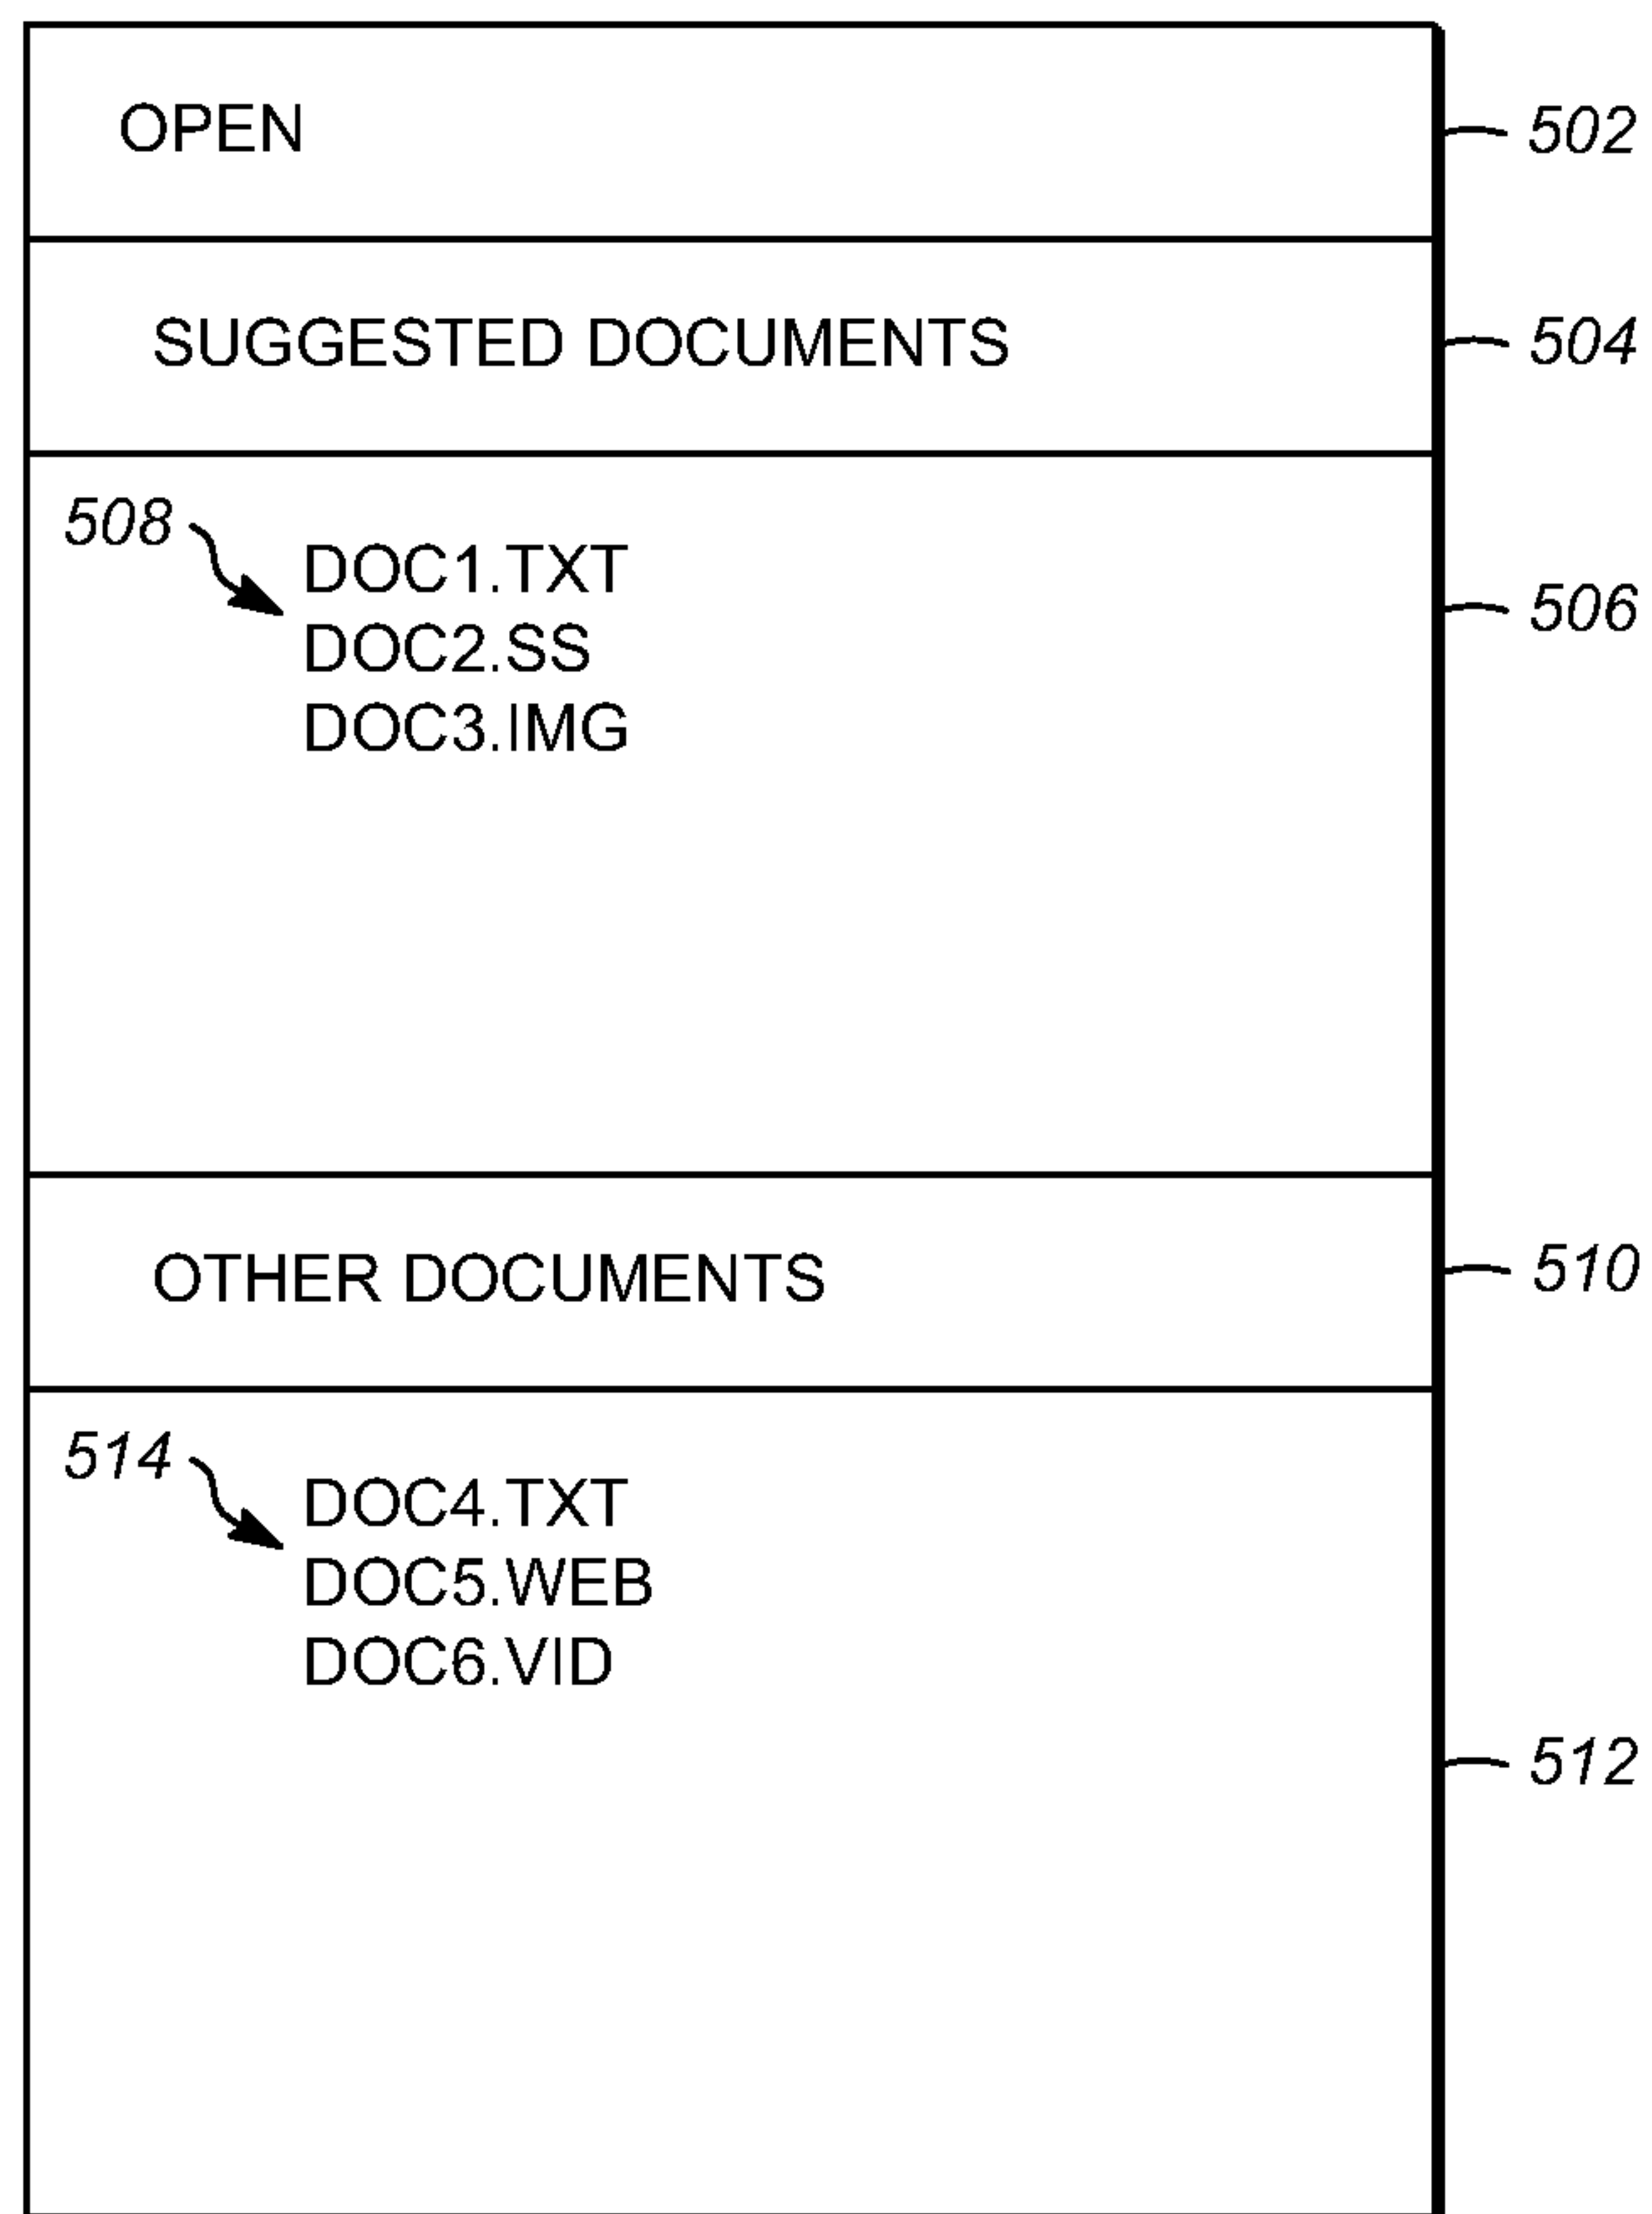 OPEN
502
SUGGESTED DOCUMENTS
504
508
DOC1.TXT
506
DOC2.SS
DOC3.IMG
OTHER DOCUMENTS
510
514
DOC4.TXT
DOC5.WEB
DOC6.VID
512